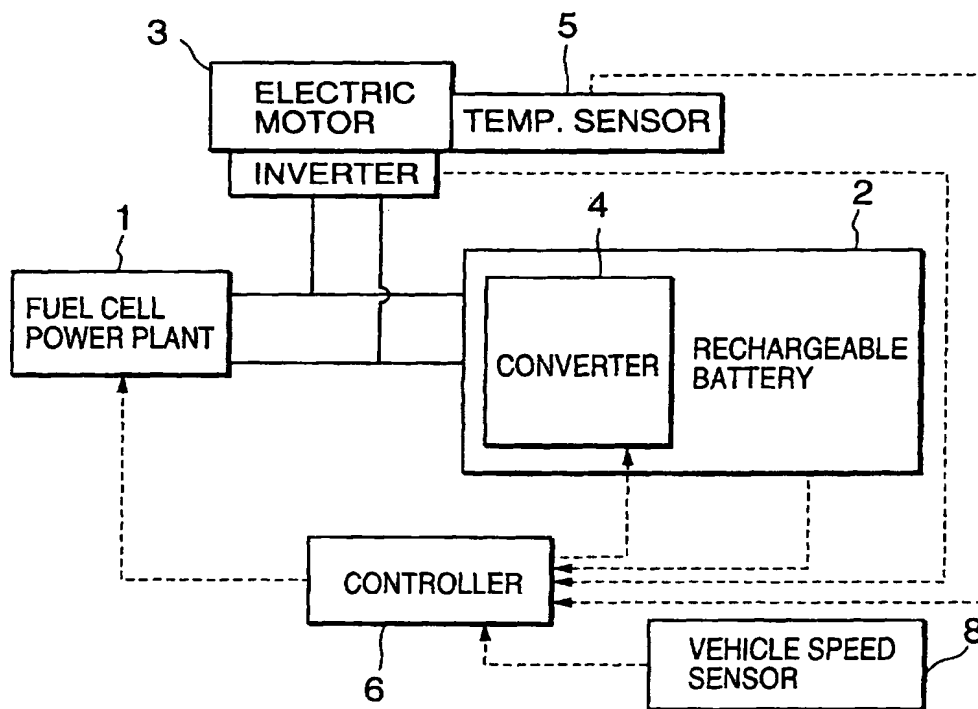 3
5
ELECTRIC
MOTOR
TEMP. SENSOR
INVERTER
1
4
2
FUEL CELL
POWER PLANT
CONVERTER
RECHARGEABLE
BATTERY
CONTROLLER
6
VEHICLE SPEED
SENSOR
8